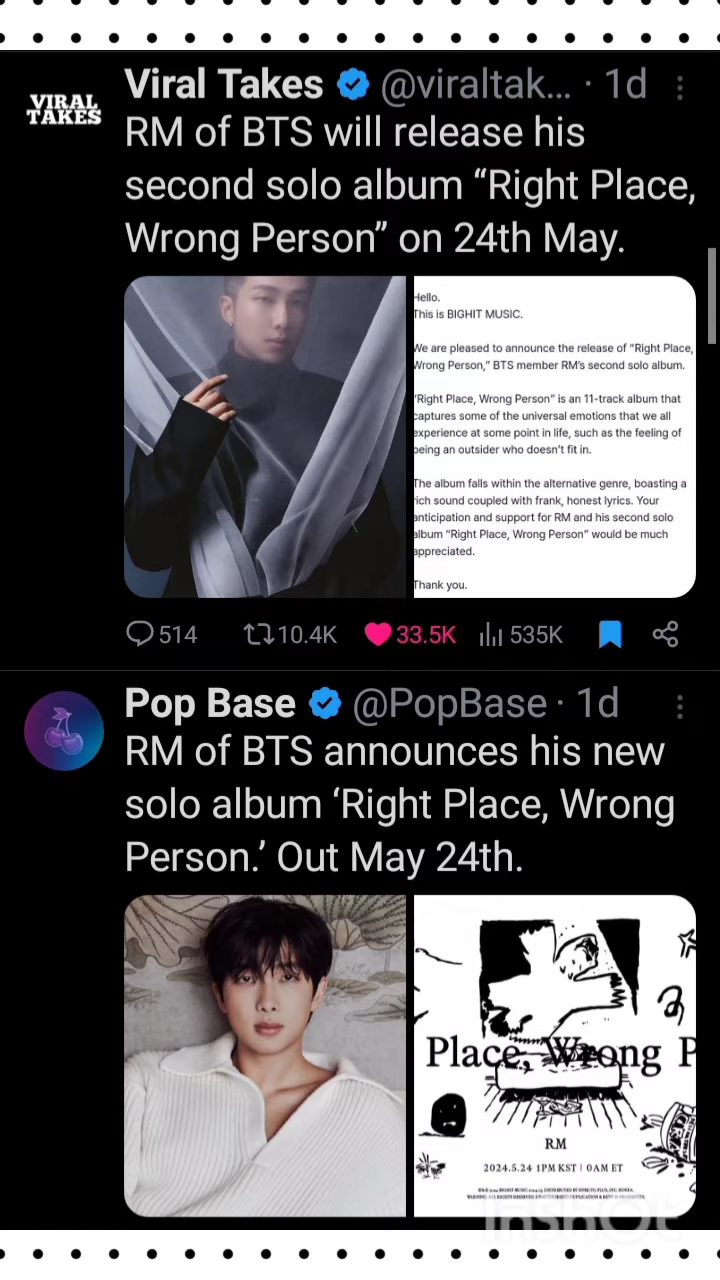 VIRAL
TAKES
Viral Takes @viraltak... · 1d
RM of BTS will release his
second solo album “Right Place,
Wrong Person” on 24th May.
Hello.
This is BIGHIT MUSIC.
We are pleased to announce the release of “Right Place,
Wrong Person,” BTS member RM’s second solo album.
“Right Place, Wrong Person” is an 11-track album that
captures some of the universal emotions that we all
experience at some point in life, such as the feeling of
being an outsider who doesn’t fit in.
The album falls within the alternative genre, boasting a
rich sound coupled with frank, honest lyrics. Your
anticipation and support for RM and his second solo
album “Right Place, Wrong Person” would be much
appreciated.
Thank you.
514 10.4K 33.5K 535K
Pop Base @PopBase · 1d
RM of BTS announces his new
solo album ‘Right Place, Wrong
Person.’ Out May 24th.
Place, Wrong P
RM
2024.5.24 1PM KST | 0AM ET
InShOt